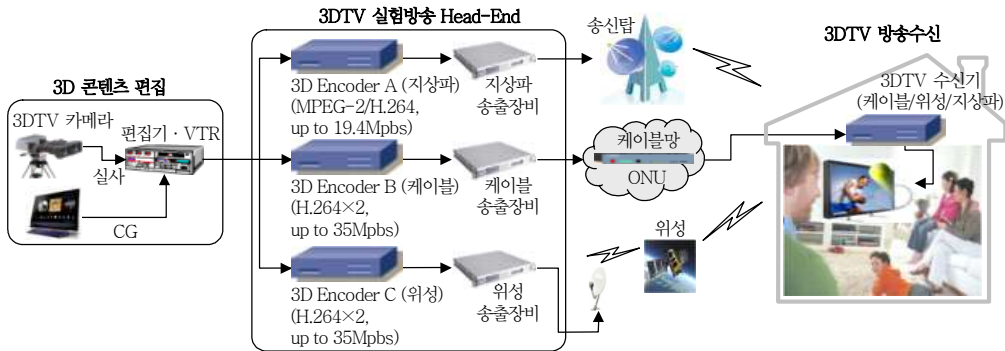 3DTV 실험방송 Head-End
3D 콘텐츠 편집
3DTV 카메라
편집기·VTR
실사
CG
3D Encoder A (지상파)
(MPEG-2/H.264,
up to 19.4Mpbs)
지상파
송출장비
3D Encoder B (케이블)
(H.264×2,
up to 35Mpbs)
케이블
송출장비
3D Encoder C (위성)
(H.264×2,
up to 35Mpbs)
위성
송출장비
송신탑
케이블망
ONU
위성
3DTV 방송수신
3DTV 수신기
(케이블/위성/지상파)